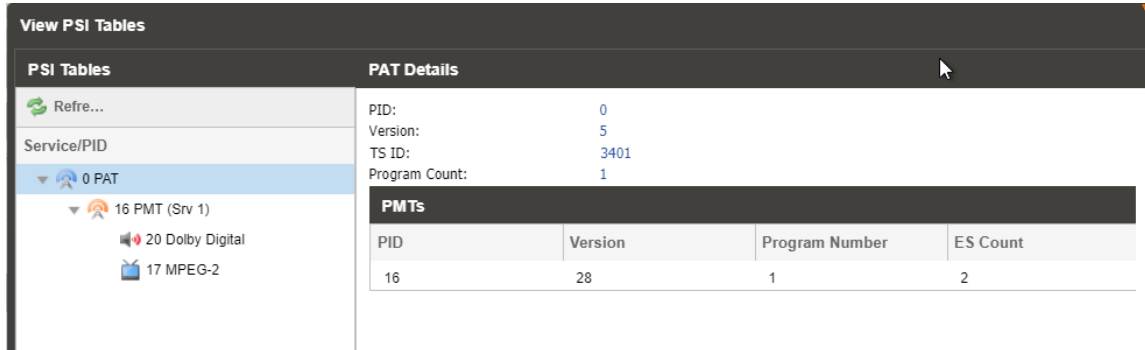 View PSI Tables
PSI Tables
Refre...
Service/PID
0 PAT
16 PMT (Srv 1)
20 Dolby Digital
17 MPEG-2
PAT Details
PID: 0
Version: 5
TS ID: 3401
Program Count: 1
PMTs
PID Version Program Number ES Count
16 28 1 2